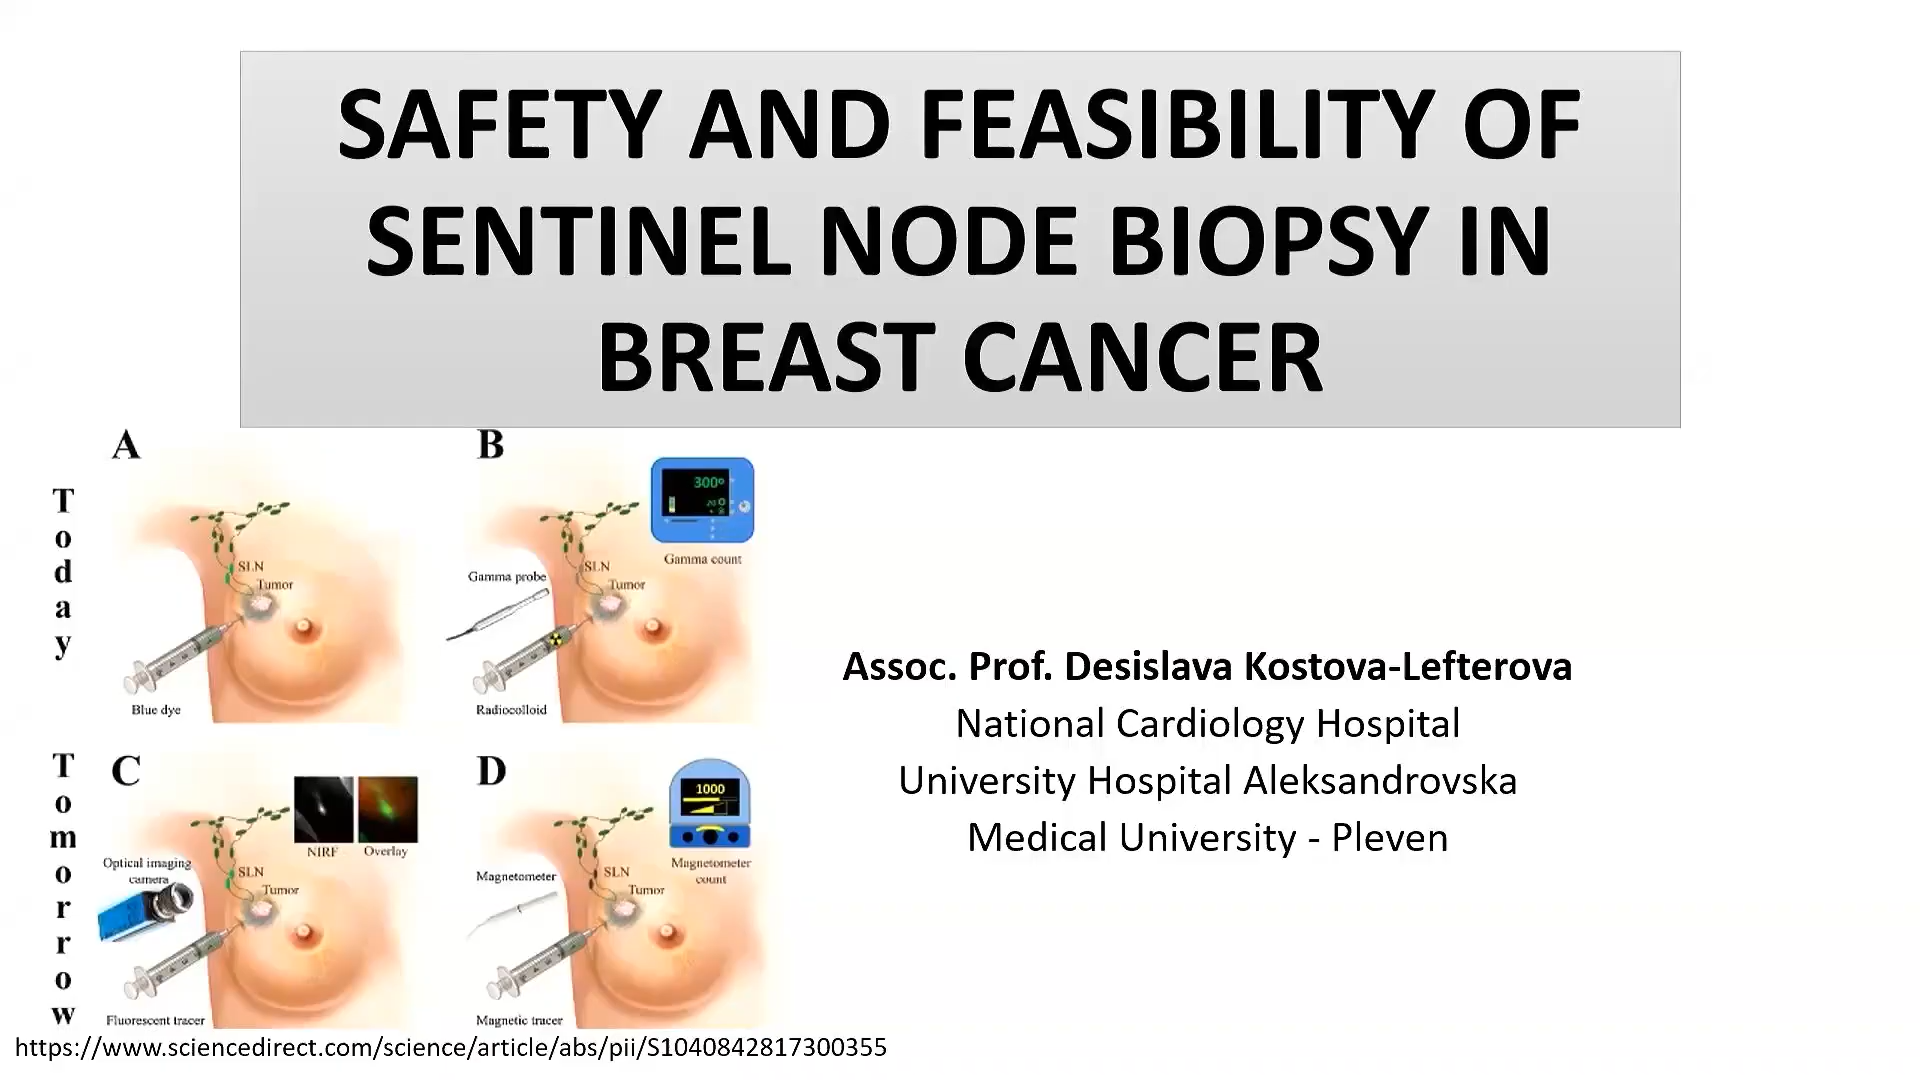 SAFETY AND FEASIBILITY OF
SENTINEL NODE BIOPSY IN
BREAST CANCER
Today
A
SLN
Tumor
Blue dye
B
300
Gamma count
Gamma probe
SLN
Tumor
Radiocolloid
Tomorrow
C
NIRF
Overlay
Optical imaging
camera
SLN
Tumor
Fluorescent tracer
D
1000
Magnetometer
count
Magnetometer
SLN
Tumor
Magnetic tracer
Assoc. Prof. Desislava Kostova-Lefterova
National Cardiology Hospital
University Hospital Aleksandrovska
Medical University - Pleven
https://www.sciencedirect.com/science/article/abs/pii/S1040842817300355